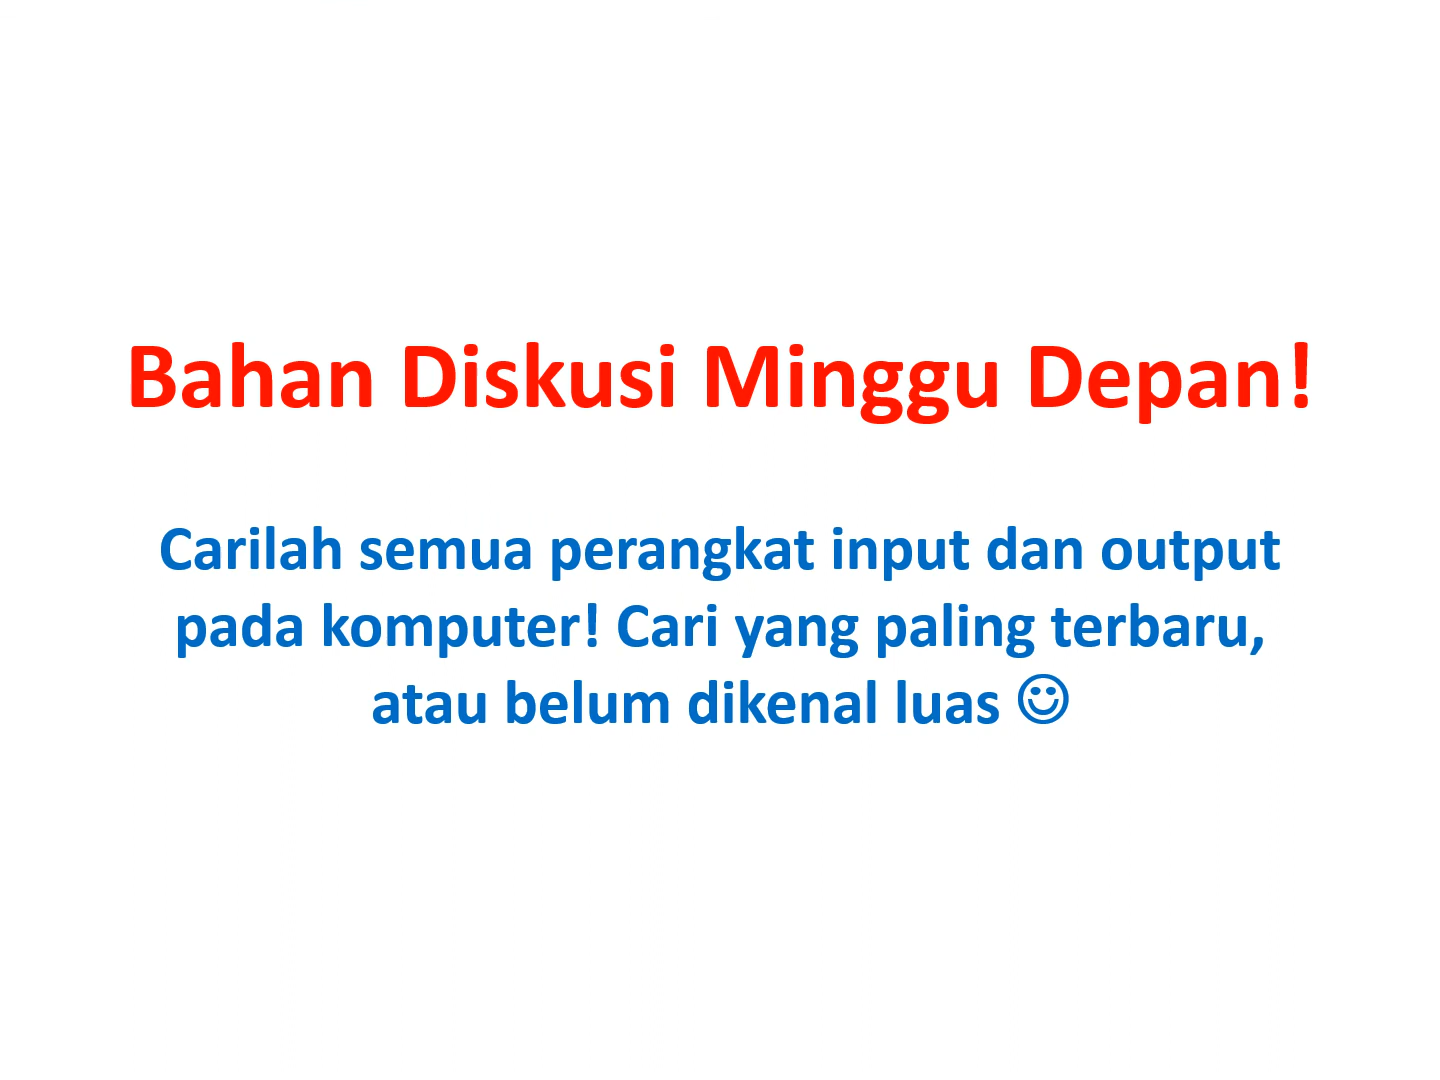 Bahan Diskusi Minggu Depan!
Carilah semua perangkat input dan output
pada komputer! Cari yang paling terbaru,
atau belum dikenal luas ☺